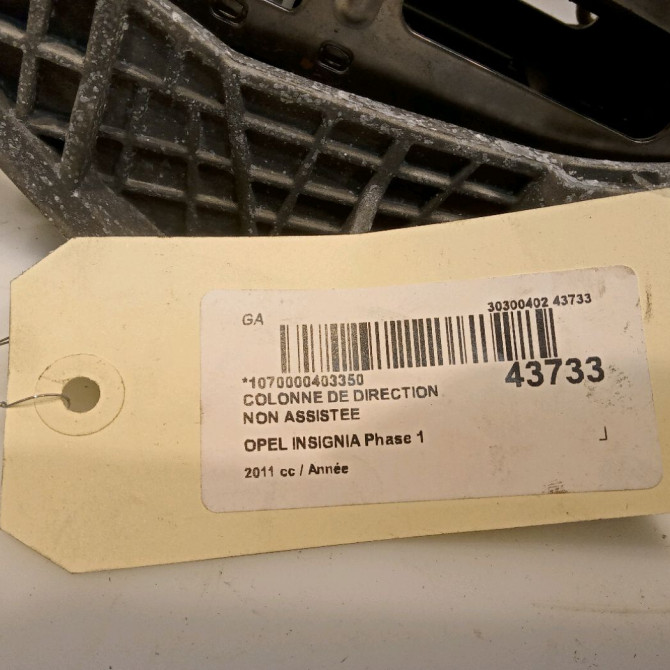 GA
30300402 43733
*1070000403350
43733
COLONNE DE DIRECTION
NON ASSISTEE
OPEL INSIGNIA Phase 1
2011 cc / Année